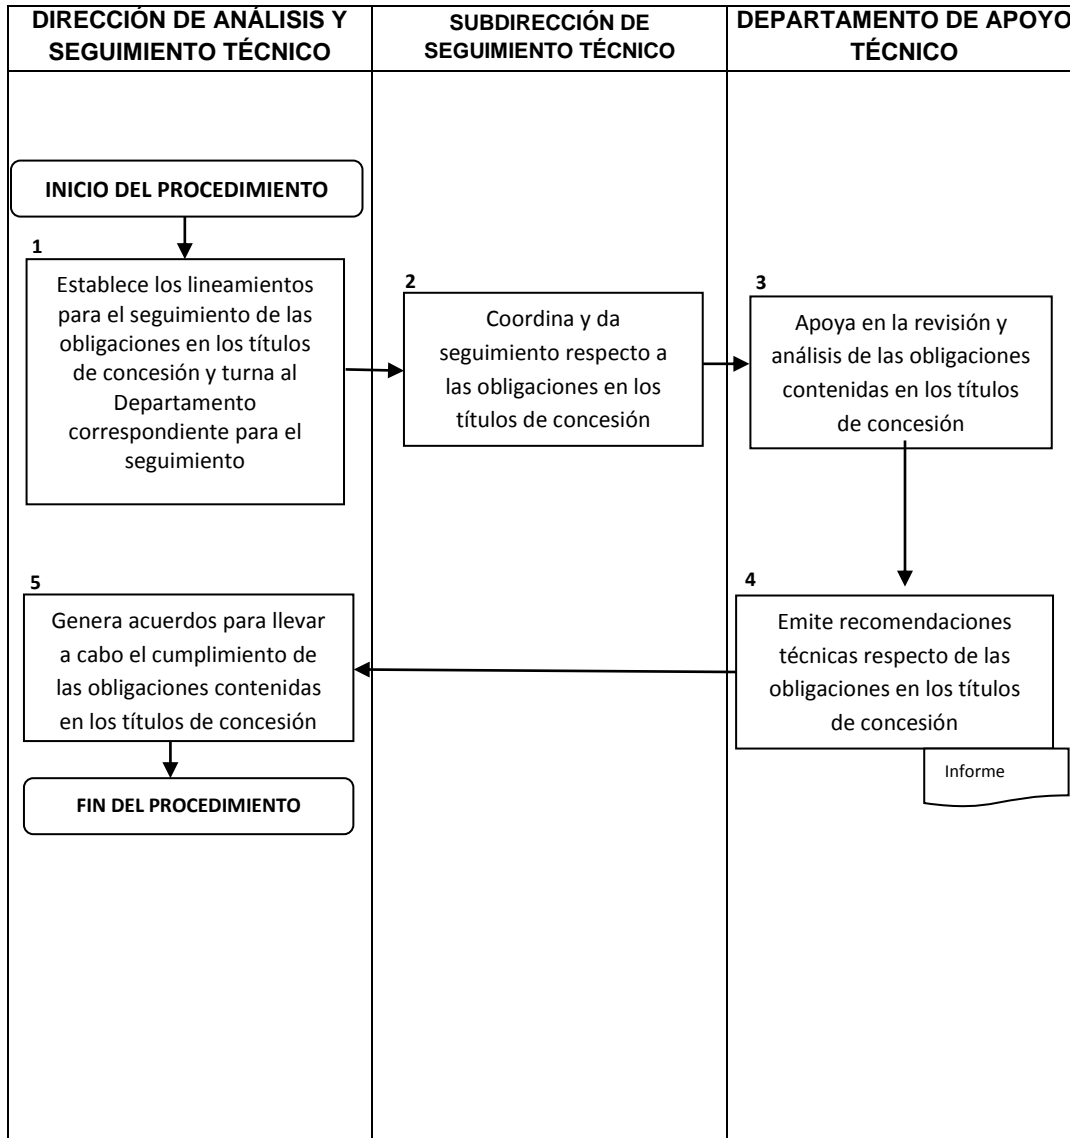 DIRECCIÓN DE ANÁLISIS Y
SEGUIMIENTO TÉCNICO
SUBDIRECCIÓN DE
SEGUIMIENTO TÉCNICO
DEPARTAMENTO DE APOYO
TÉCNICO
INICIO DEL PROCEDIMIENTO
1
Establece los lineamientos
para el seguimiento de las
obligaciones en los títulos
de concesión y turna al
Departamento
correspondiente para el
seguimiento
2
Coordina y da
seguimiento respecto a
las obligaciones en los
títulos de concesión
3
Apoya en la revisión y
análisis de las obligaciones
contenidas en los títulos
de concesión
4
Emite recomendaciones
técnicas respecto de las
obligaciones en los títulos
de concesión
Informe
5
Genera acuerdos para llevar
a cabo el cumplimiento de
las obligaciones contenidas
en los títulos de concesión
FIN DEL PROCEDIMIENTO